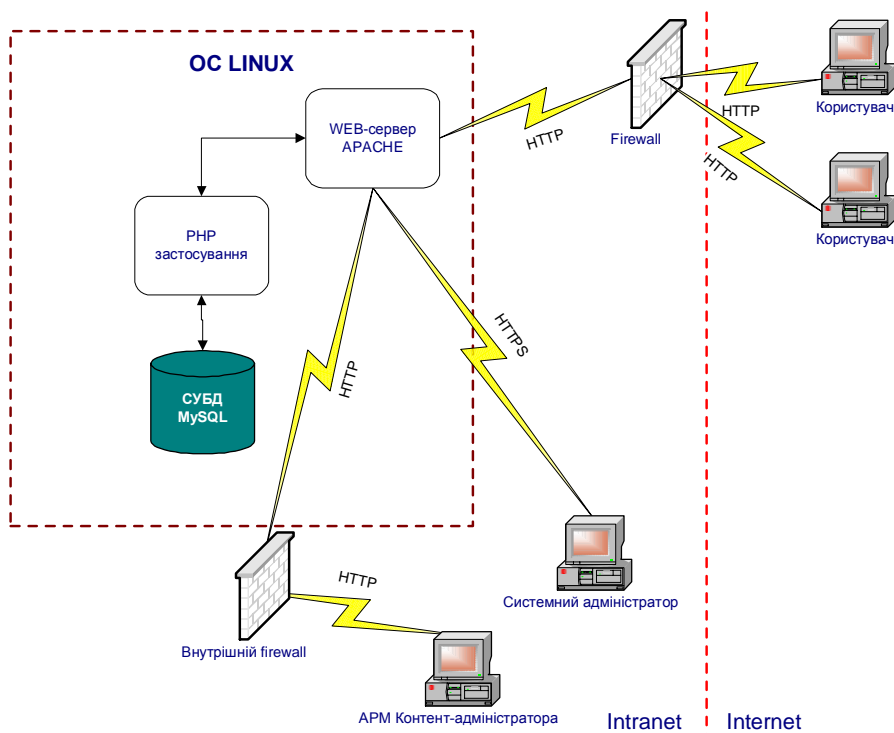 ОС LINUX
WEB-сервер
APACHE
HTTP
Firewall
HTTP
Користувач
HTTP
Користувач
PHP
застосування
СУБД
MySQL
HTTP
HTTPS
Системний адміністратор
HTTP
Внутрішній firewall
АРМ Контент-адміністратора
Intranet
Internet